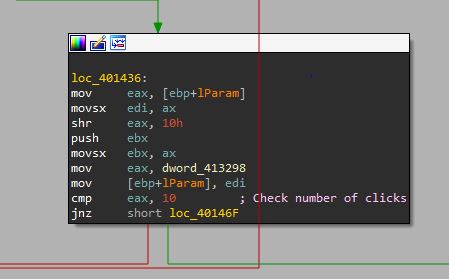 loc_401436:
mov     eax, [ebp+lParam]
movsx   edi, ax
shr     eax, 10h
push    ebx
movsx   ebx, ax
mov     eax, dword_413298
mov     [ebp+lParam], edi
cmp     eax, 10         ; Check number of clicks
jnz     short loc_40146F